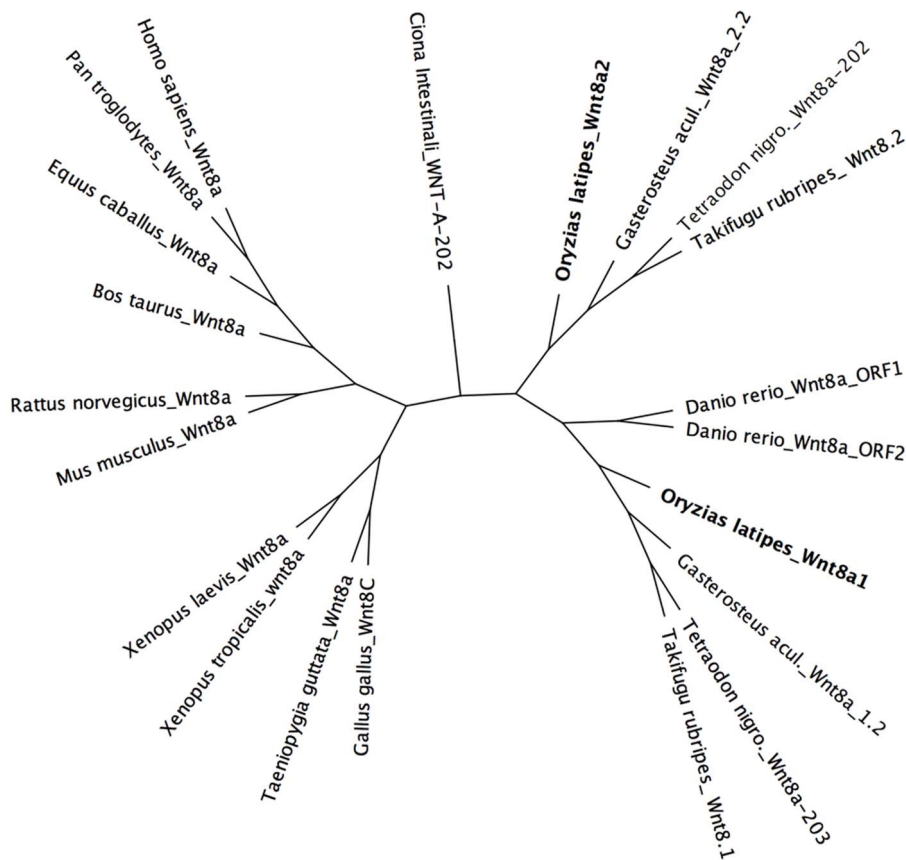 Homo sapiens_Wnt8a
Pan troglodytes_Wnt8a
Equus caballus_Wnt8a
Bos taurus_Wnt8a
Rattus norvegicus_Wnt8a
Mus musculus_Wnt8a
Xenopus laevis_Wnt8a
Xenopus tropicalis_wnt8a
Taeniopygia guttata_Wnt8a
Gallus gallus_Wnt8C
Ciona Intestinali_WNT-A-202
Oryzias latipes_Wnt8a2
Gasterosteus acul._Wnt8a_2.2
Tetraodon nigro._Wnt8a-202
Takifugu rubripes_ Wnt8.2
Danio rerio_Wnt8a_ORF1
Danio rerio_Wnt8a_ORF2
Oryzias latipes_Wnt8a1
Gasterosteus acul._Wnt8a_1.2
Tetraodon nigro._Wnt8a-203
Takifugu rubripes_ Wnt8.1